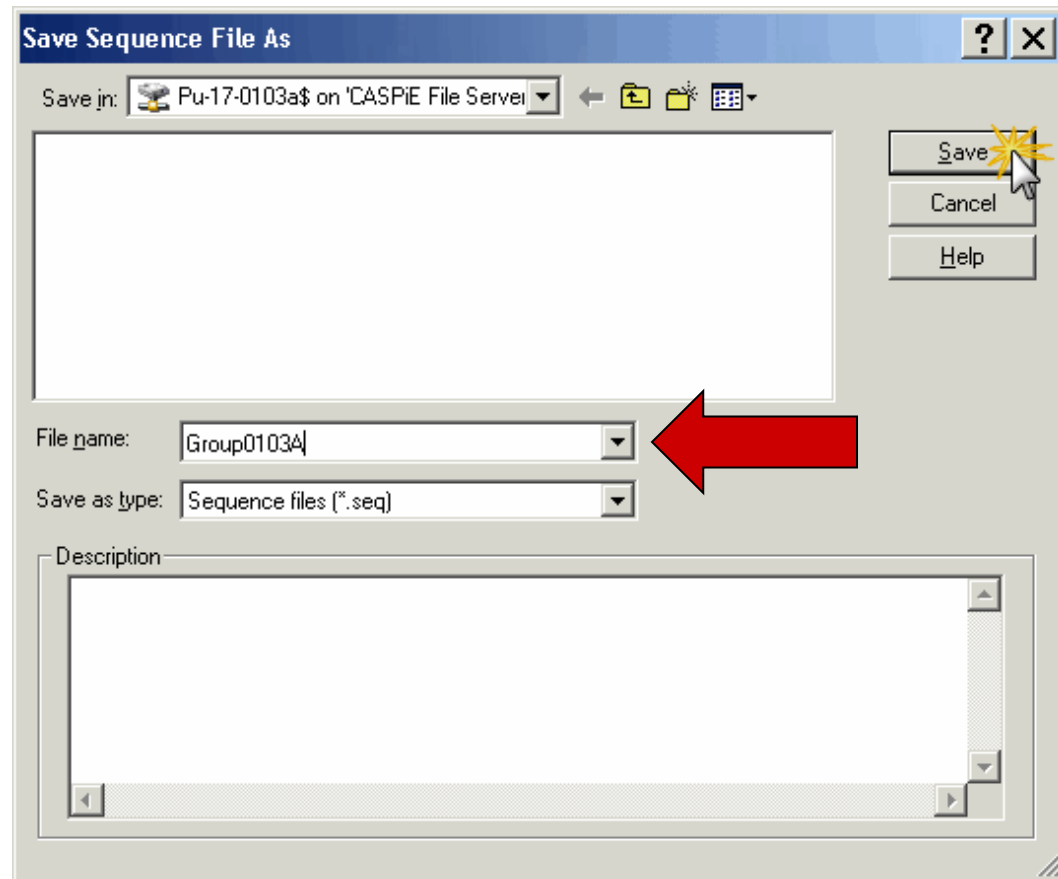 Save Sequence File As
Save in: Pu-17-0103a$ on 'CASPiE File Server
Save
Cancel
Help
File name: Group0103A
Save as type: Sequence files (*.seq)
Description